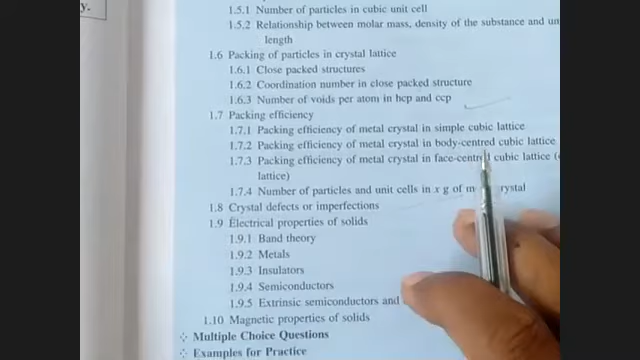 y.
1.5.1 Number of particles in cubic unit cell
1.5.2 Relationship between molar mass, density of the substance and
length
1.6 Packing of particles in crystal lattice
1.6.1 Close packed structures
1.6.2 Coordination number in close packed structure
1.6.3 Number of voids per atom in hcp and ccp
1.7 Packing efficiency
1.7.1 Packing efficiency of metal crystal in simple cubic lattice
1.7.2 Packing efficiency of metal crystal in body-centred cubic lattice
1.7.3 Packing efficiency of metal crystal in face-centred cubic lattice (
lattice)
1.7.4 Number of particles and unit cells in x g of crystal
1.8 Crystal defects or imperfections
1.9 Electrical properties of solids
1.9.1 Band theory
1.9.2 Metals
1.9.3 Insulators
1.9.4 Semiconductors
1.9.5 Extrinsic semiconductors and
1.10 Magnetic properties of solids
Multiple Choice Questions
Examples for Practice